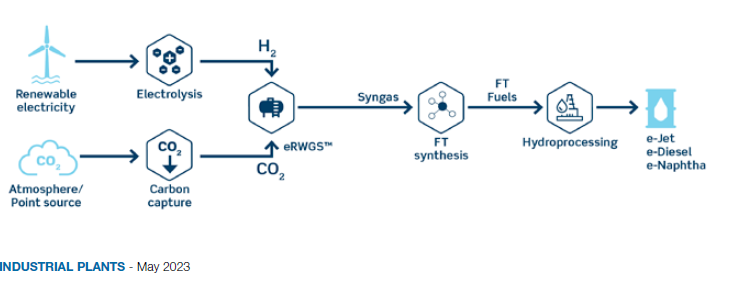 H2
Syngas
FT
Fuels
Renewable
electricity
Electrolysis
CO2
CO2
eRWGS™
CO2
FT
synthesis
Hydroprocessing
e-Jet
e-Diesel
e-Naphtha
Atmosphere/
Point source
Carbon
capture
INDUSTRIAL PLANTS - May 2023